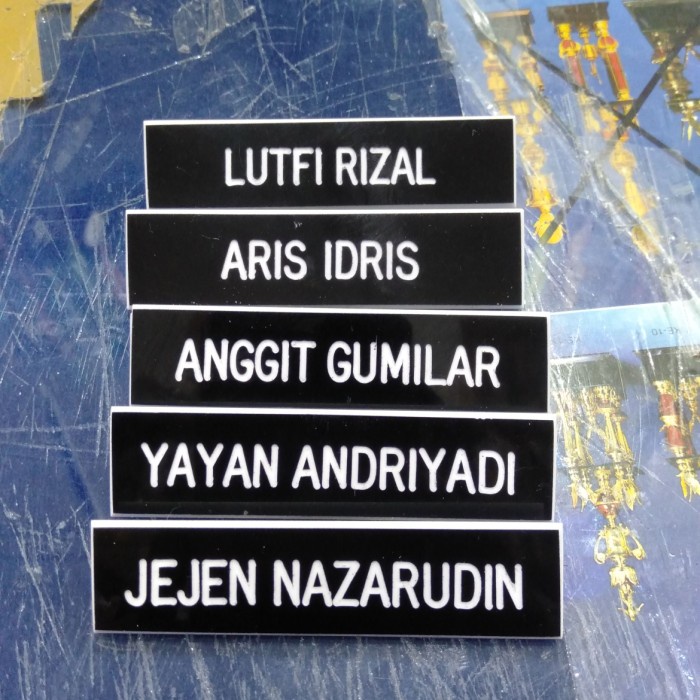 LUTFI RIZAL
ARIS IDRIS
ANGGIT GUMILAR
YAYAN ANDRIYADI
JEJEN NAZARUDIN